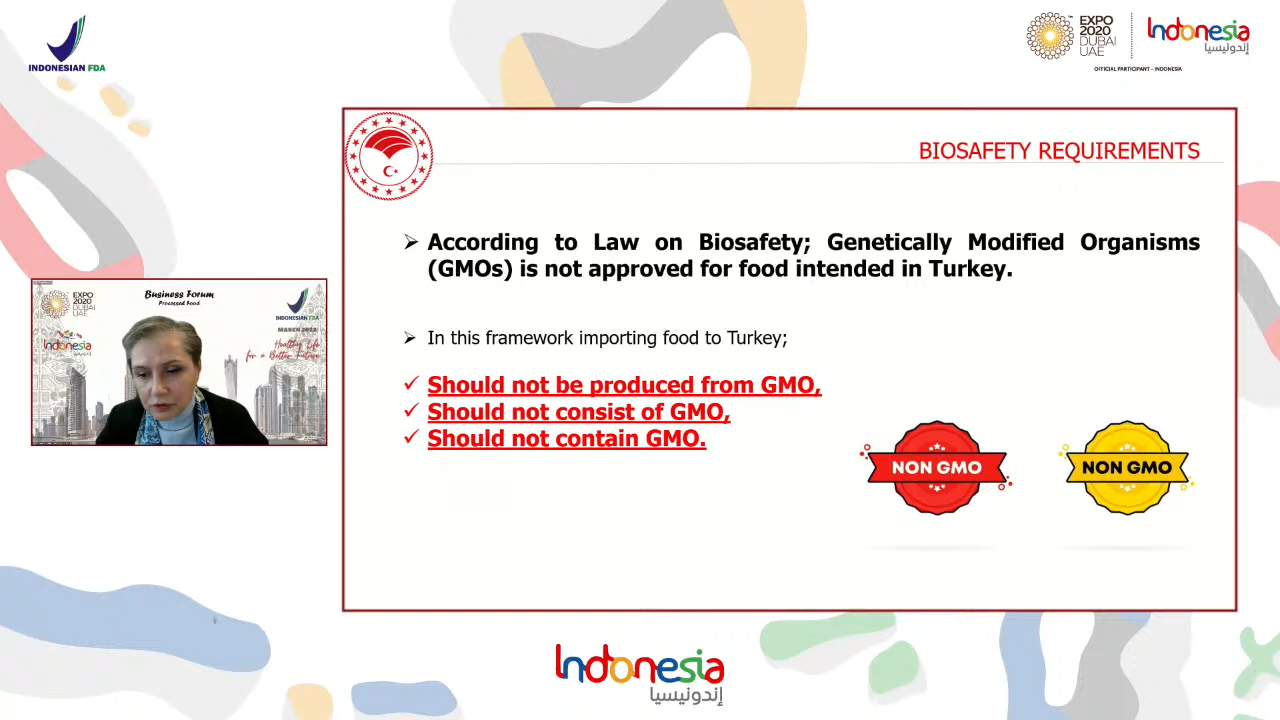 INDONESIAN FDA
EXPO
2020
DUBAI
UAE
Indonesia
إندونيسيا
OFFICIAL PARTICIPANT – INDONESIA
BIOSAFETY REQUIREMENTS
According to Law on Biosafety; Genetically Modified Organisms
(GMOs) is not approved for food intended in Turkey.
In this framework importing food to Turkey;
Should not be produced from GMO,
Should not consist of GMO,
Should not contain GMO.
NON GMO
NON GMO
EXPO
2020
DUBAI
UAE
Business Forum
Processed Food
INDONESIAN FDA
MARCH 2022
Indonesia
Healthy Life
for a Better Future
Indonesia
إندونيسيا